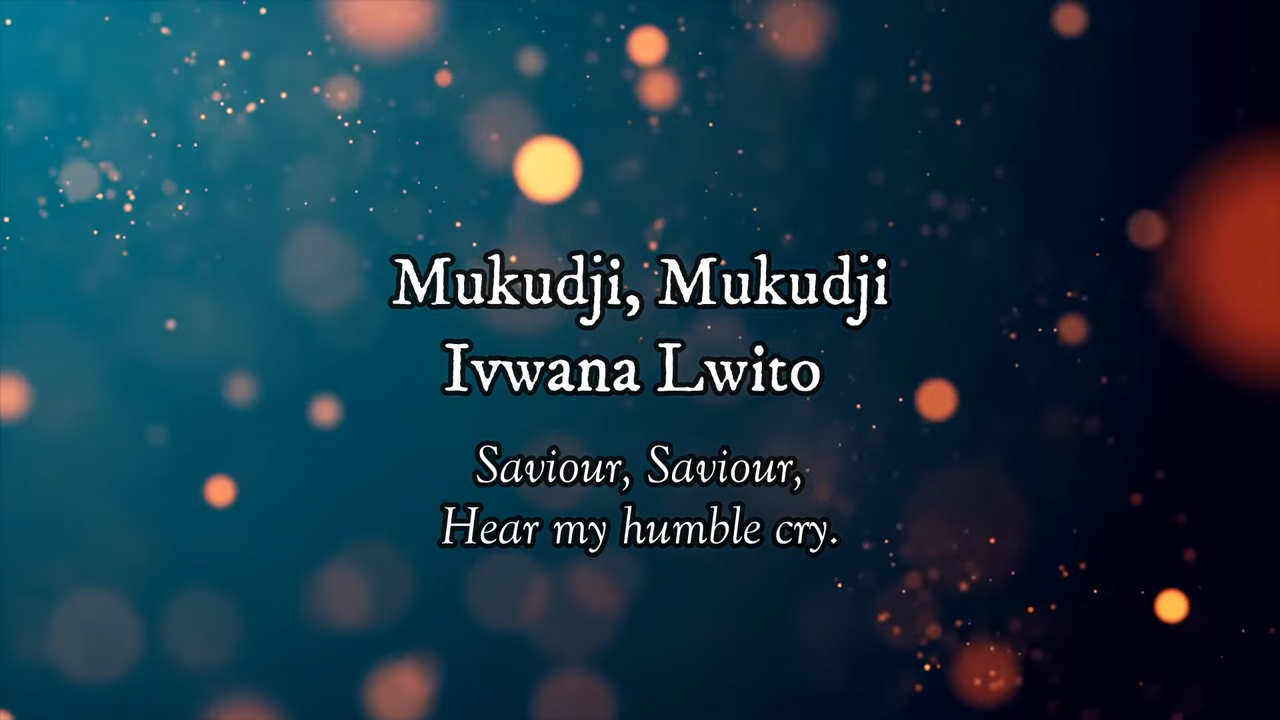 Mukudji, Mukudji
Ivwana Lwito
Saviour, Saviour,
Hear my humble cry.